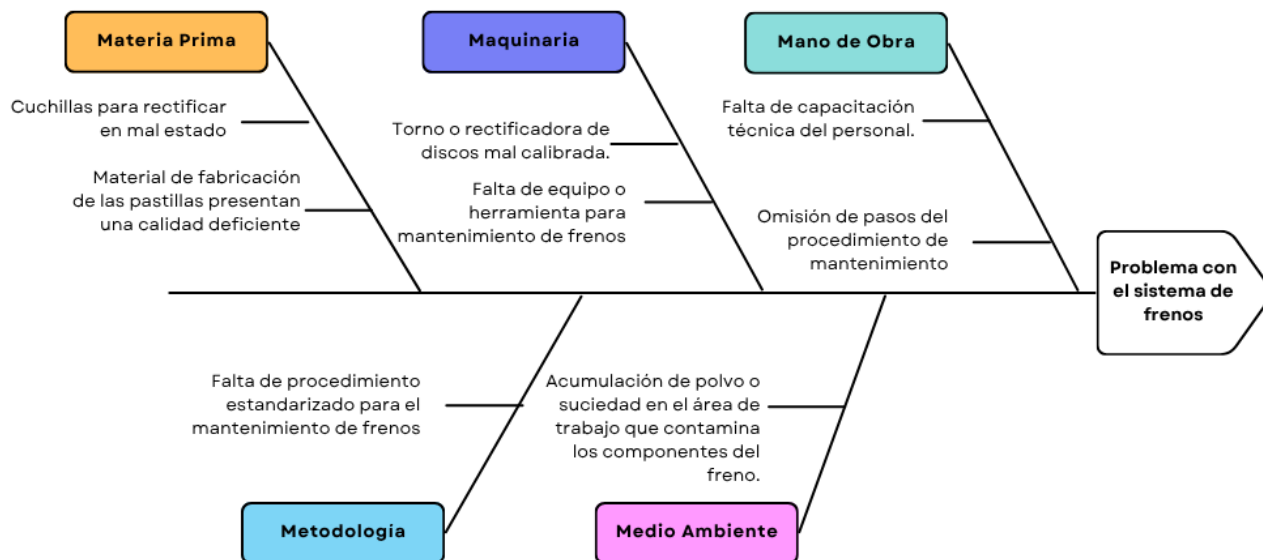 Materia Prima
Maquinaria
Mano de Obra
Cuchillas para rectificar
en mal estado
Material de fabricación
de las pastillas presentan
una calidad deficiente
Torno o rectificadora de
discos mal calibrada.
Falta de equipo o
herramienta para
mantenimiento de frenos
Falta de capacitación
técnica del personal.
Omisión de pasos del
procedimiento de
mantenimiento
Problema con
el sistema de
frenos
Falta de procedimiento
estandarizado para el
mantenimiento de frenos
Acumulación de polvo o
suciedad en el área de
trabajo que contamina
los componentes del
freno.
Metodología
Medio Ambiente